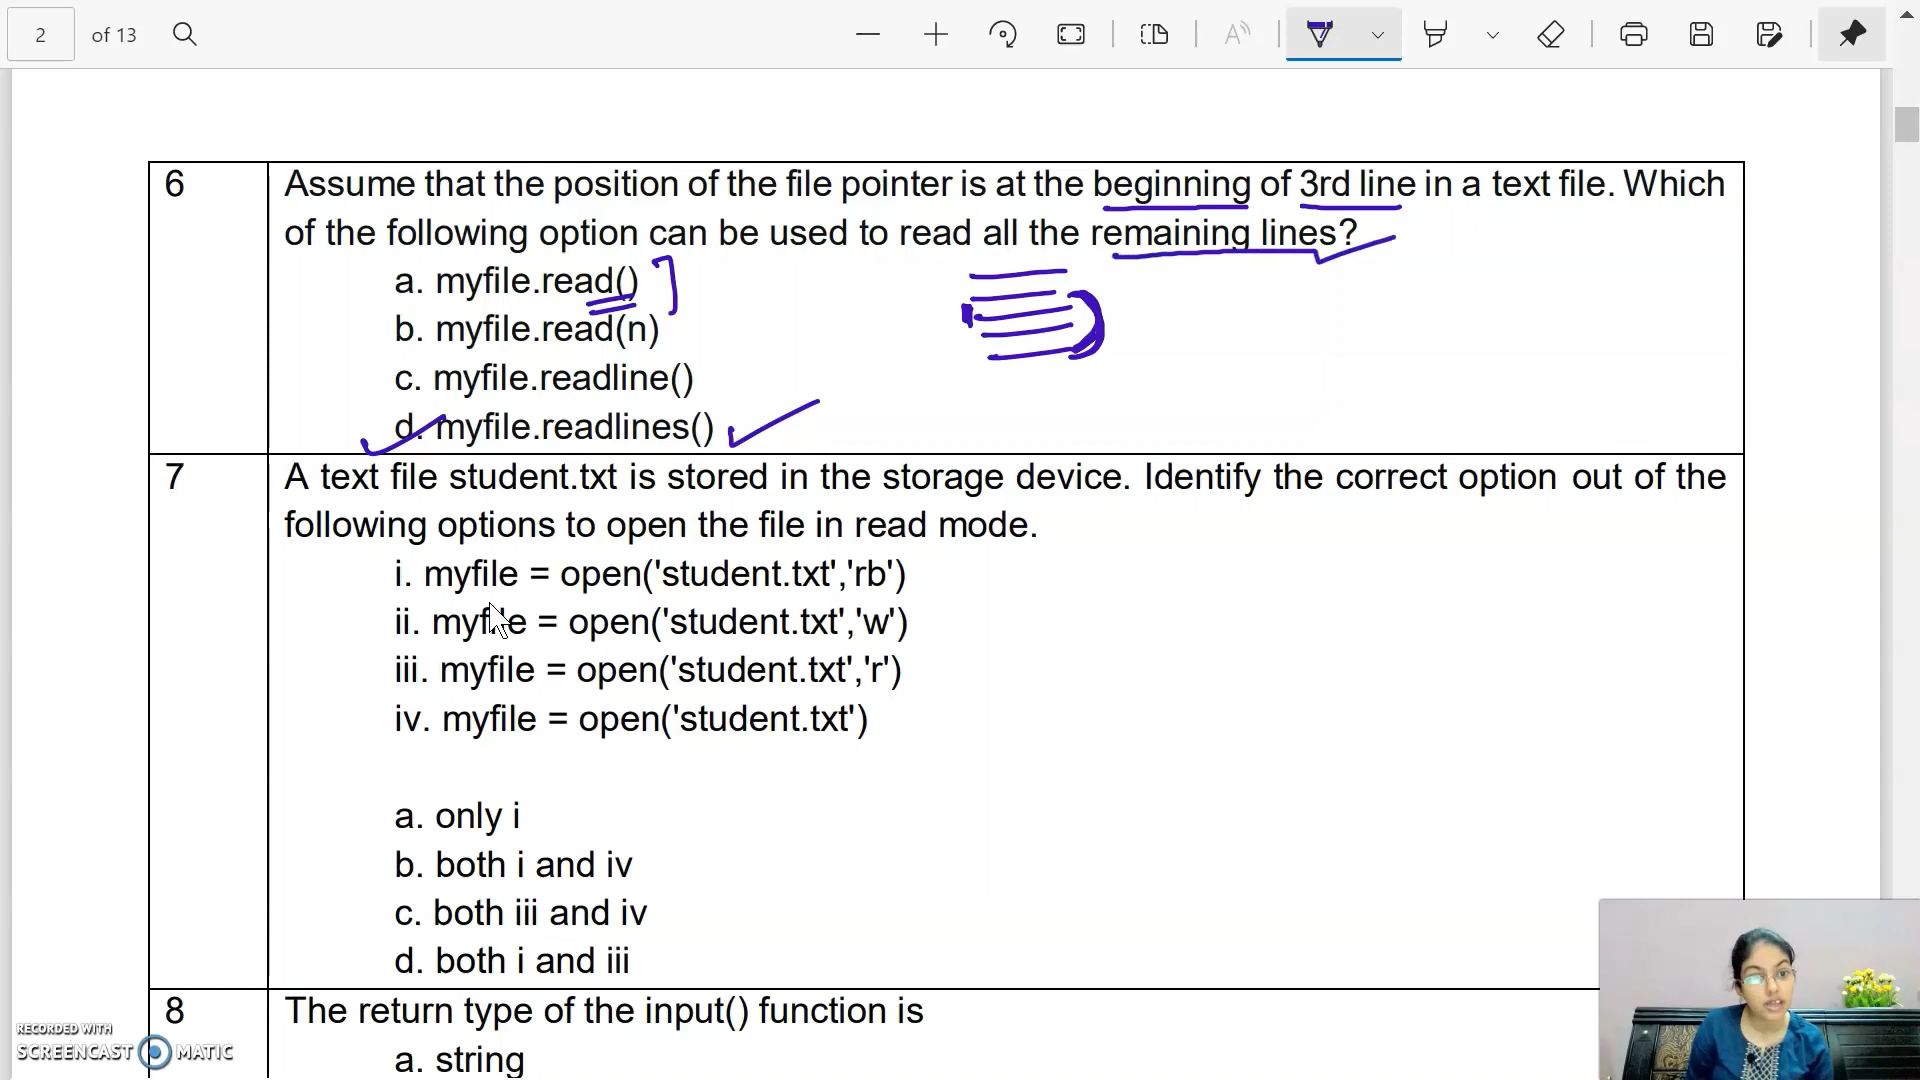 2 of 13
6 Assume that the position of the file pointer is at the beginning of 3rd line in a text file. Which
of the following option can be used to read all the remaining lines?
a. myfile.read()
b. myfile.read(n)
c. myfile.readline()
d. myfile.readlines()
7 A text file student.txt is stored in the storage device. Identify the correct option out of the
following options to open the file in read mode.
i. myfile = open('student.txt','rb')
ii. myfile = open('student.txt','w')
iii. myfile = open('student.txt','r')
iv. myfile = open('student.txt')
a. only i
b. both i and iv
c. both iii and iv
d. both i and iii
8 The return type of the input() function is
a. string
RECORDED WITH
SCREENCAST MATIC